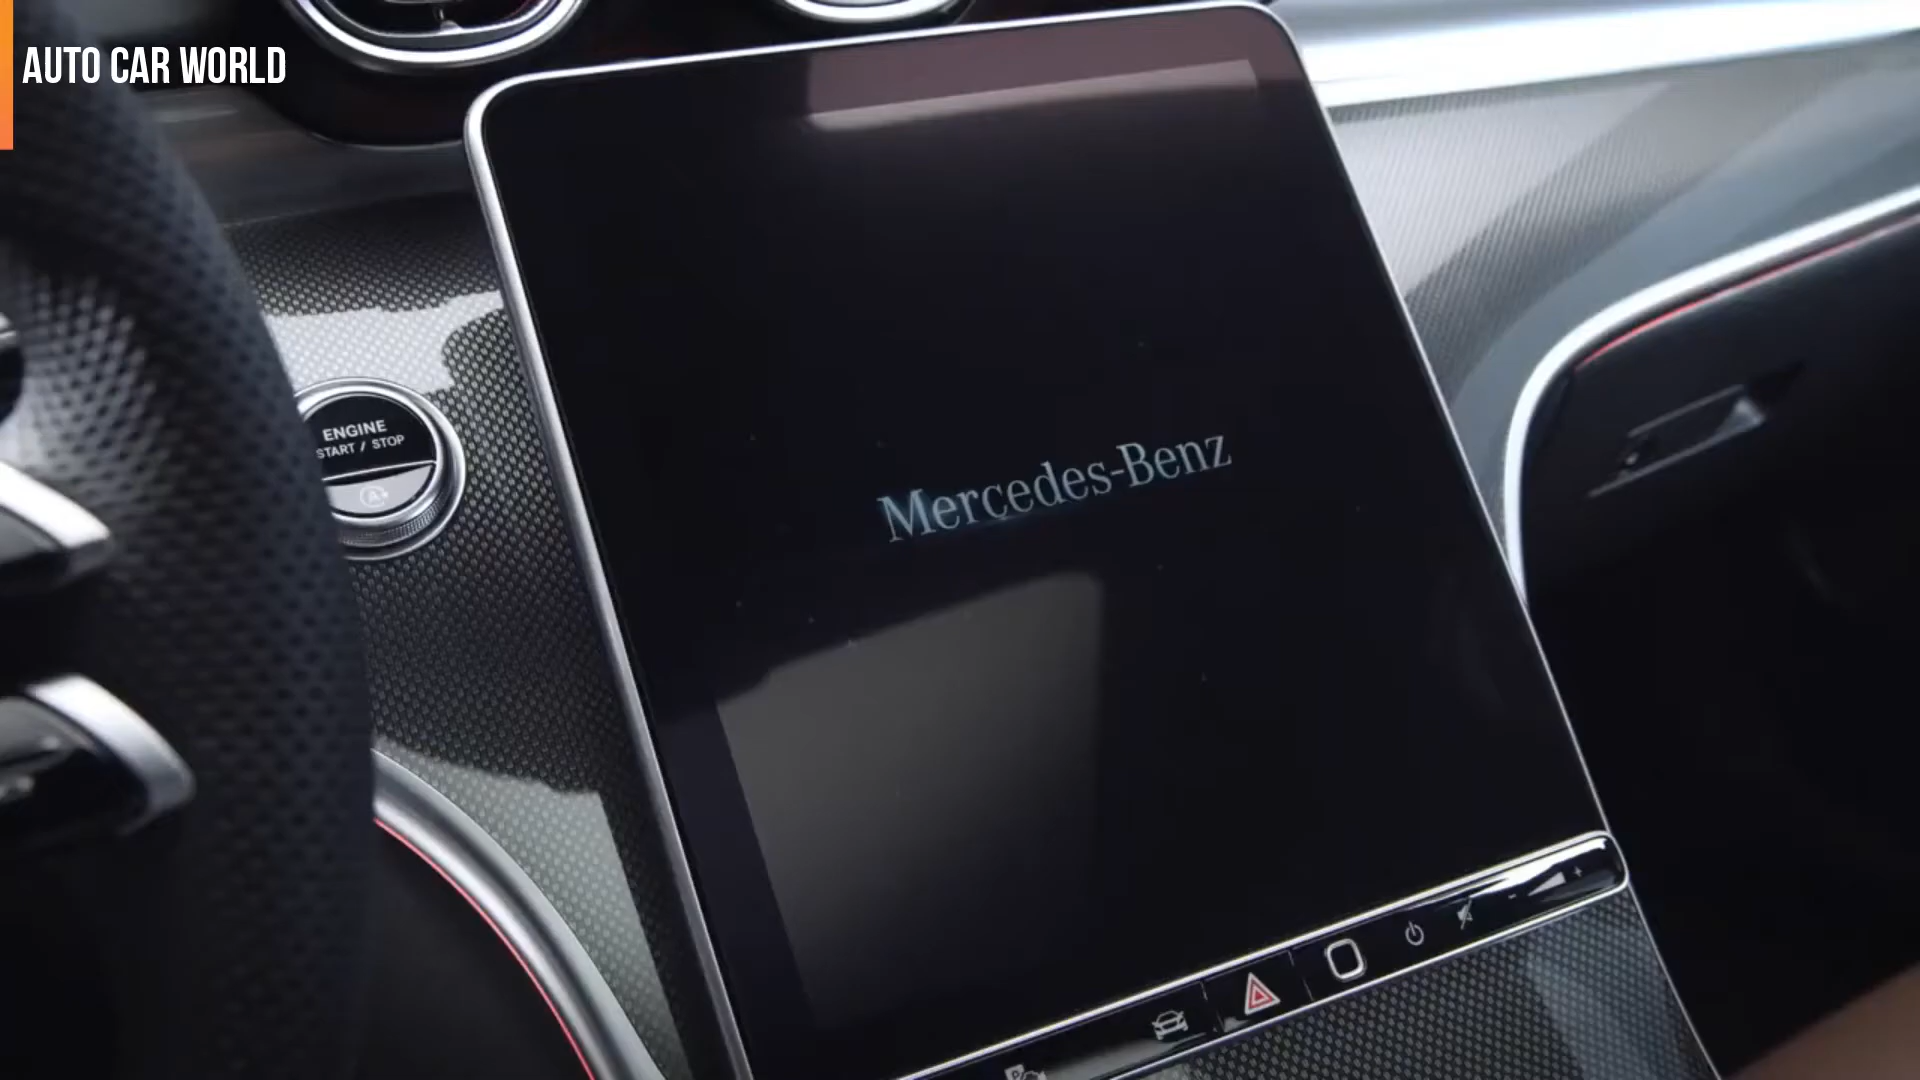 AUTO CAR WORLD
ENGINE
START / STOP
A
Mercedes-Benz
P